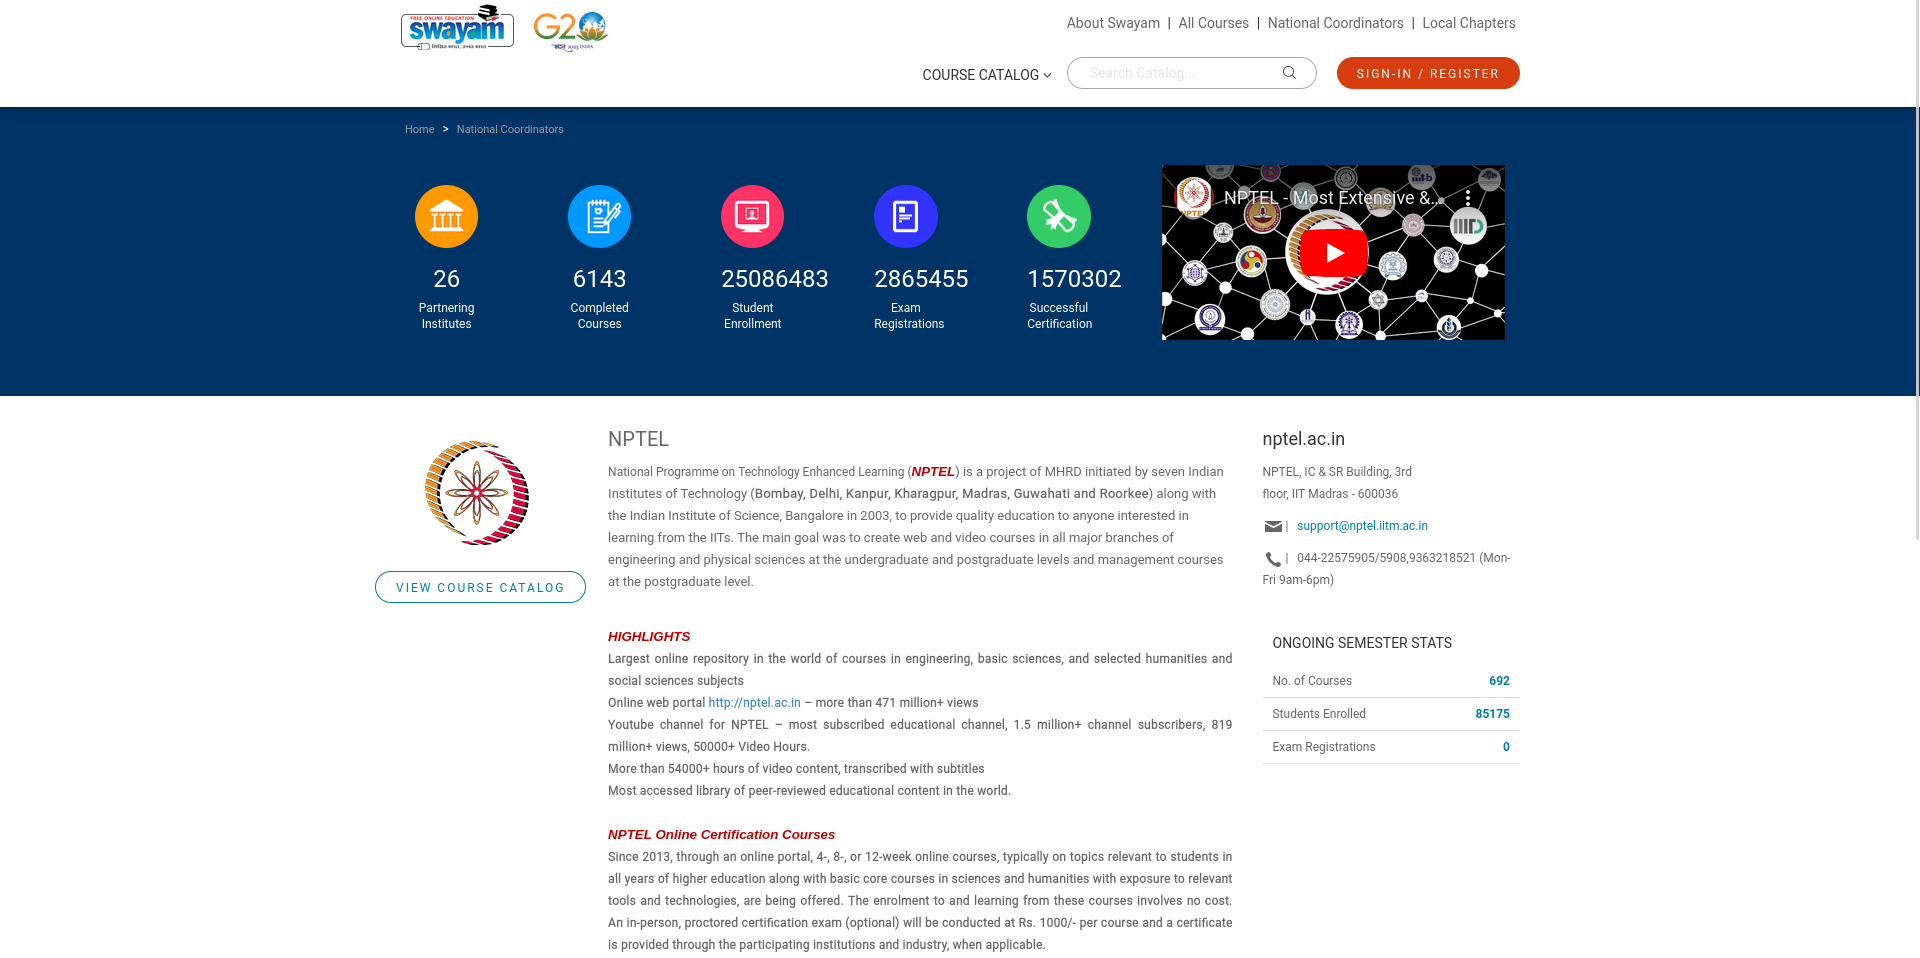 FREE ONLINE EDUCATION
swayam
शिक्षित भारत, उन्नत भारत
G20
भारत 2023 INDIA
About Swayam | All Courses | National Coordinators | Local Chapters
COURSE CATALOG
Search Catalog...
SIGN-IN / REGISTER
Home > National Coordinators
26
Partnering
Institutes
6143
Completed
Courses
25086483
Student
Enrollment
2865455
Exam
Registrations
1570302
Successful
Certification
NPTEL - Most Extensive &...
NPTEL
NPTEL
National Programme on Technology Enhanced Learning (NPTEL) is a project of MHRD initiated by seven Indian
Institutes of Technology (Bombay, Delhi, Kanpur, Kharagpur, Madras, Guwahati and Roorkee) along with
the Indian Institute of Science, Bangalore in 2003, to provide quality education to anyone interested in
learning from the IITs. The main goal was to create web and video courses in all major branches of
engineering and physical sciences at the undergraduate and postgraduate levels and management courses
at the postgraduate level.
VIEW COURSE CATALOG
HIGHLIGHTS
Largest online repository in the world of courses in engineering, basic sciences, and selected humanities and
social sciences subjects
Online web portal http://nptel.ac.in – more than 471 million+ views
Youtube channel for NPTEL – most subscribed educational channel, 1.5 million+ channel subscribers, 819
million+ views, 50000+ Video Hours.
More than 54000+ hours of video content, transcribed with subtitles
Most accessed library of peer-reviewed educational content in the world.
NPTEL Online Certification Courses
Since 2013, through an online portal, 4-, 8-, or 12-week online courses, typically on topics relevant to students in
all years of higher education along with basic core courses in sciences and humanities with exposure to relevant
tools and technologies, are being offered. The enrolment to and learning from these courses involves no cost.
An in-person, proctored certification exam (optional) will be conducted at Rs. 1000/- per course and a certificate
is provided through the participating institutions and industry, when applicable.
nptel.ac.in
NPTEL, IC & SR Building, 3rd
floor, IIT Madras - 600036
| support@nptel.iitm.ac.in
| 044-22575905/5908,9363218521 (Mon-
Fri 9am-6pm)
ONGOING SEMESTER STATS
No. of Courses 692
Students Enrolled 85175
Exam Registrations 0